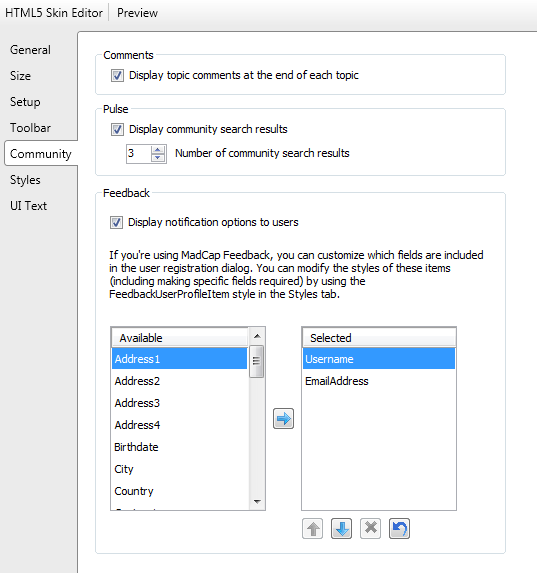 HTML5 Skin Editor Preview
General
Size
Setup
Toolbar
Community
Styles
UI Text
Comments
Display topic comments at the end of each topic
Pulse
Display community search results
3 Number of community search results
Feedback
Display notification options to users
If you're using MadCap Feedback, you can customize which fields are included
in the user registration dialog. You can modify the styles of these items
(including making specific fields required) by using the
FeedbackUserProfileItem style in the Styles tab.
Available
Address1
Address2
Address3
Address4
Birthdate
City
Country
Selected
Username
EmailAddress